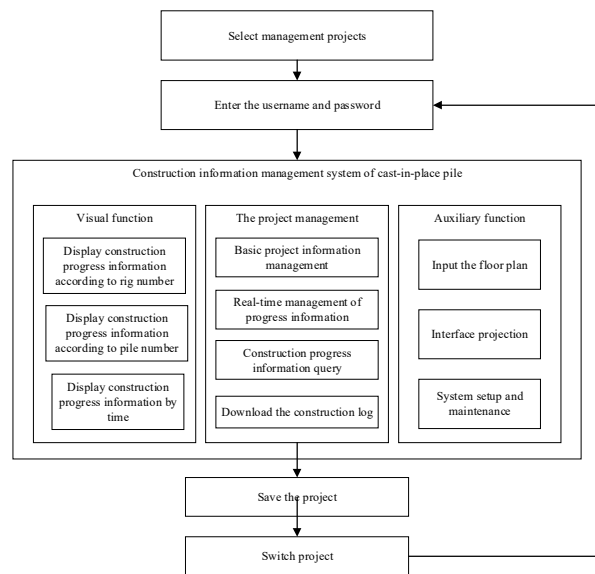 Select management projects
Enter the username and password
Construction information management system of cast-in-place pile
Visual function
Display construction
progress information
according to rig number
Display construction
progress information
according to pile number
Display construction
progress information by
time
The project management
Basic project information
management
Real-time management of
progress information
Construction progress
information query
Download the construction log
Auxiliary function
Input the floor plan
Interface projection
System setup and
maintenance
Save the project
Switch project